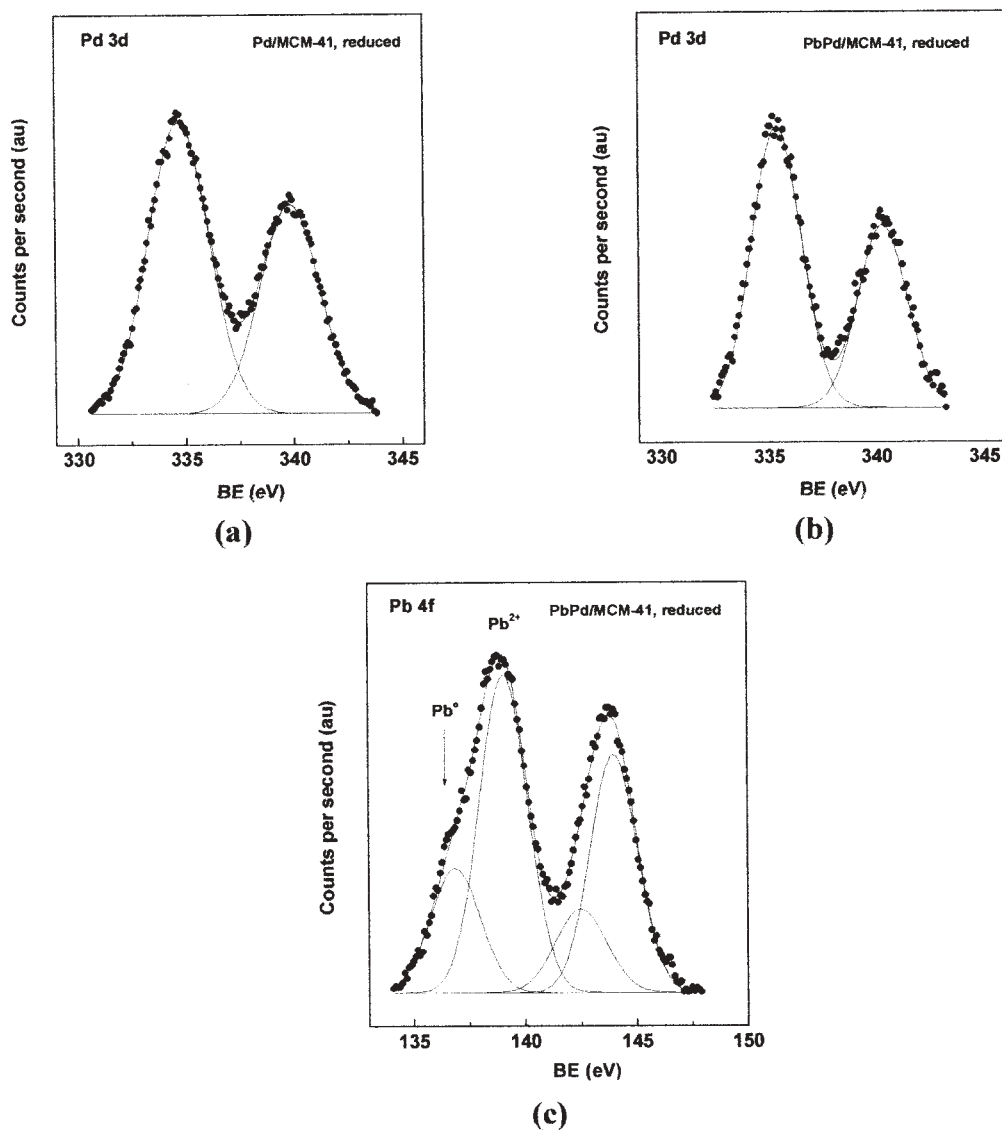 Pd 3d
Pd/MCM-41, reduced
Counts per second (au)
330 335 340 345
BE (eV)
(a)
Pd 3d
PbPd/MCM-41, reduced
Counts per second (au)
330 335 340 345
BE (eV)
(b)
Pb 4f
PbPd/MCM-41, reduced
Pb²⁺
Pb°
Counts per second (au)
135 140 145 150
BE (eV)
(c)